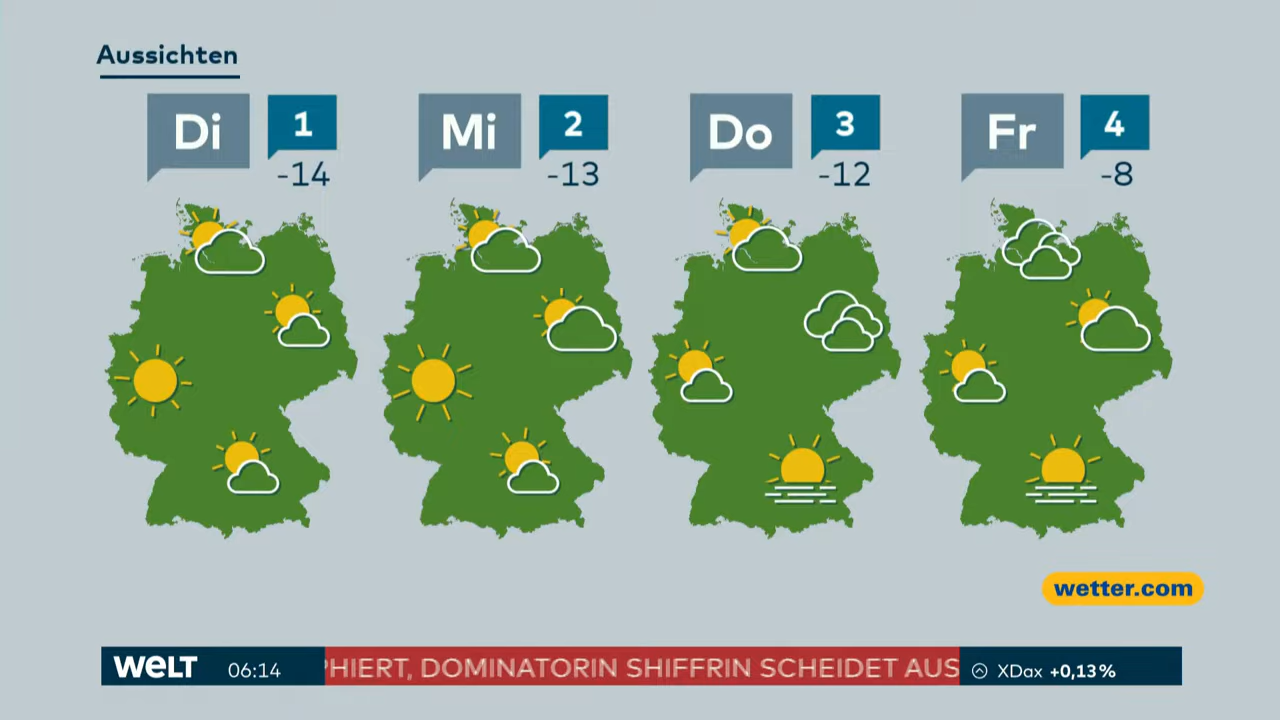 Aussichten
Di 1 -14
Mi 2 -13
Do 3 -12
Fr 4 -8
wetter.com
WELT 06:14 DOMINATORIN SHIFFRIN SCHEIDET AUS XDax +0,13%